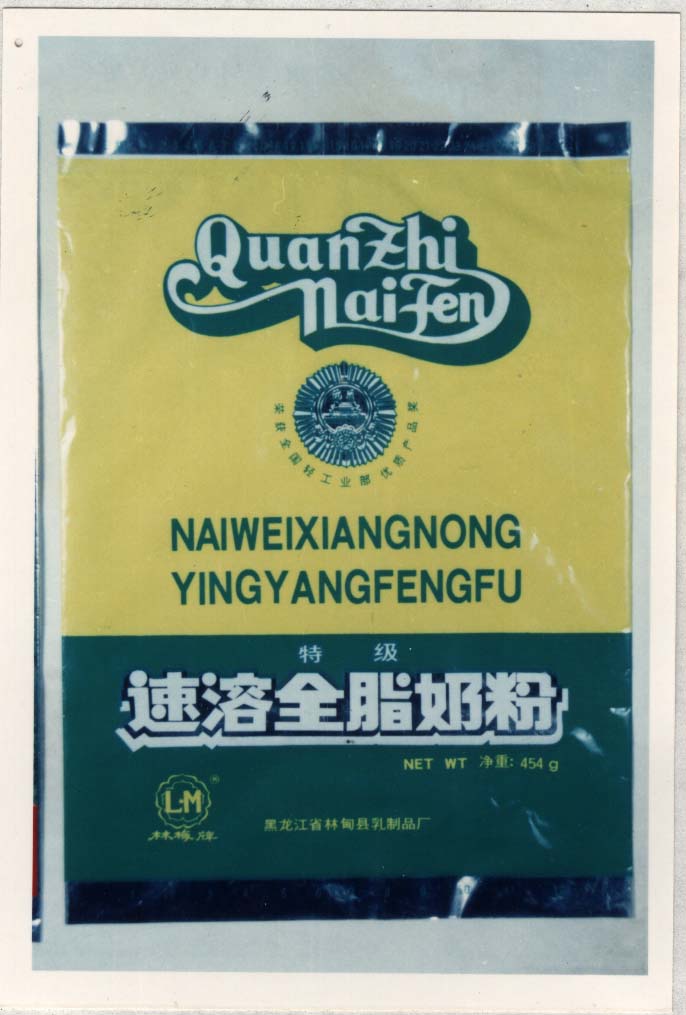 QuanZhi
NaiFen
荣获全国轻工业部优质产品奖
NAIWEIXIANGNONG
YINGYANGFENGFU
特 级
速溶全脂奶粉
NET WT 净重: 454 g
L·M
林梅牌
黑龙江省林甸县乳制品厂